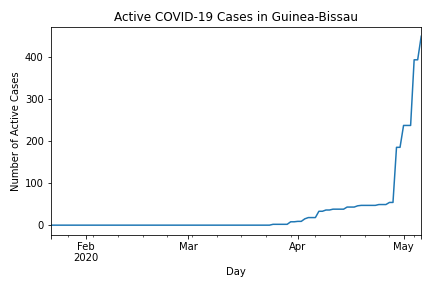 Active COVID-19 Cases in Guinea-Bissau
Number of Active Cases
400
300
200
100
0
Feb
2020
Mar
Apr
May
Day